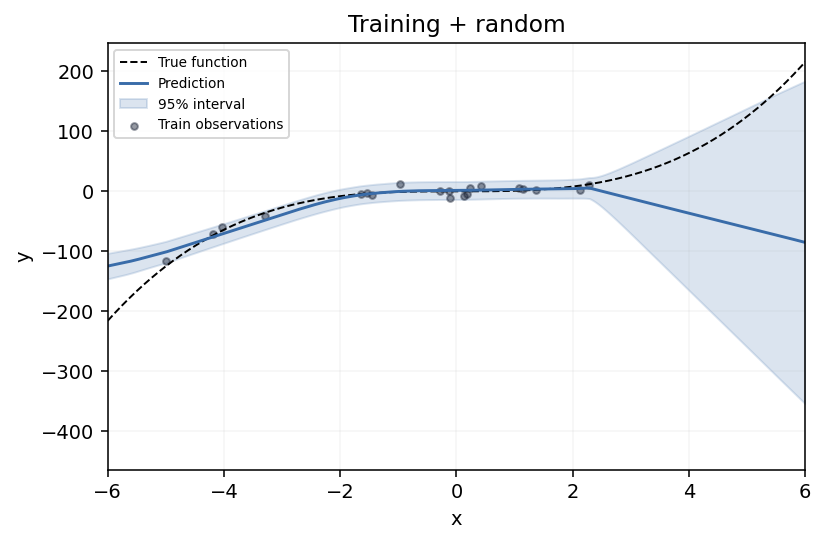 Training + random
True function
Prediction
95% interval
Train observations
200
100
0
−100
−200
−300
−400
y
−6
−4
−2
0
2
4
6
x